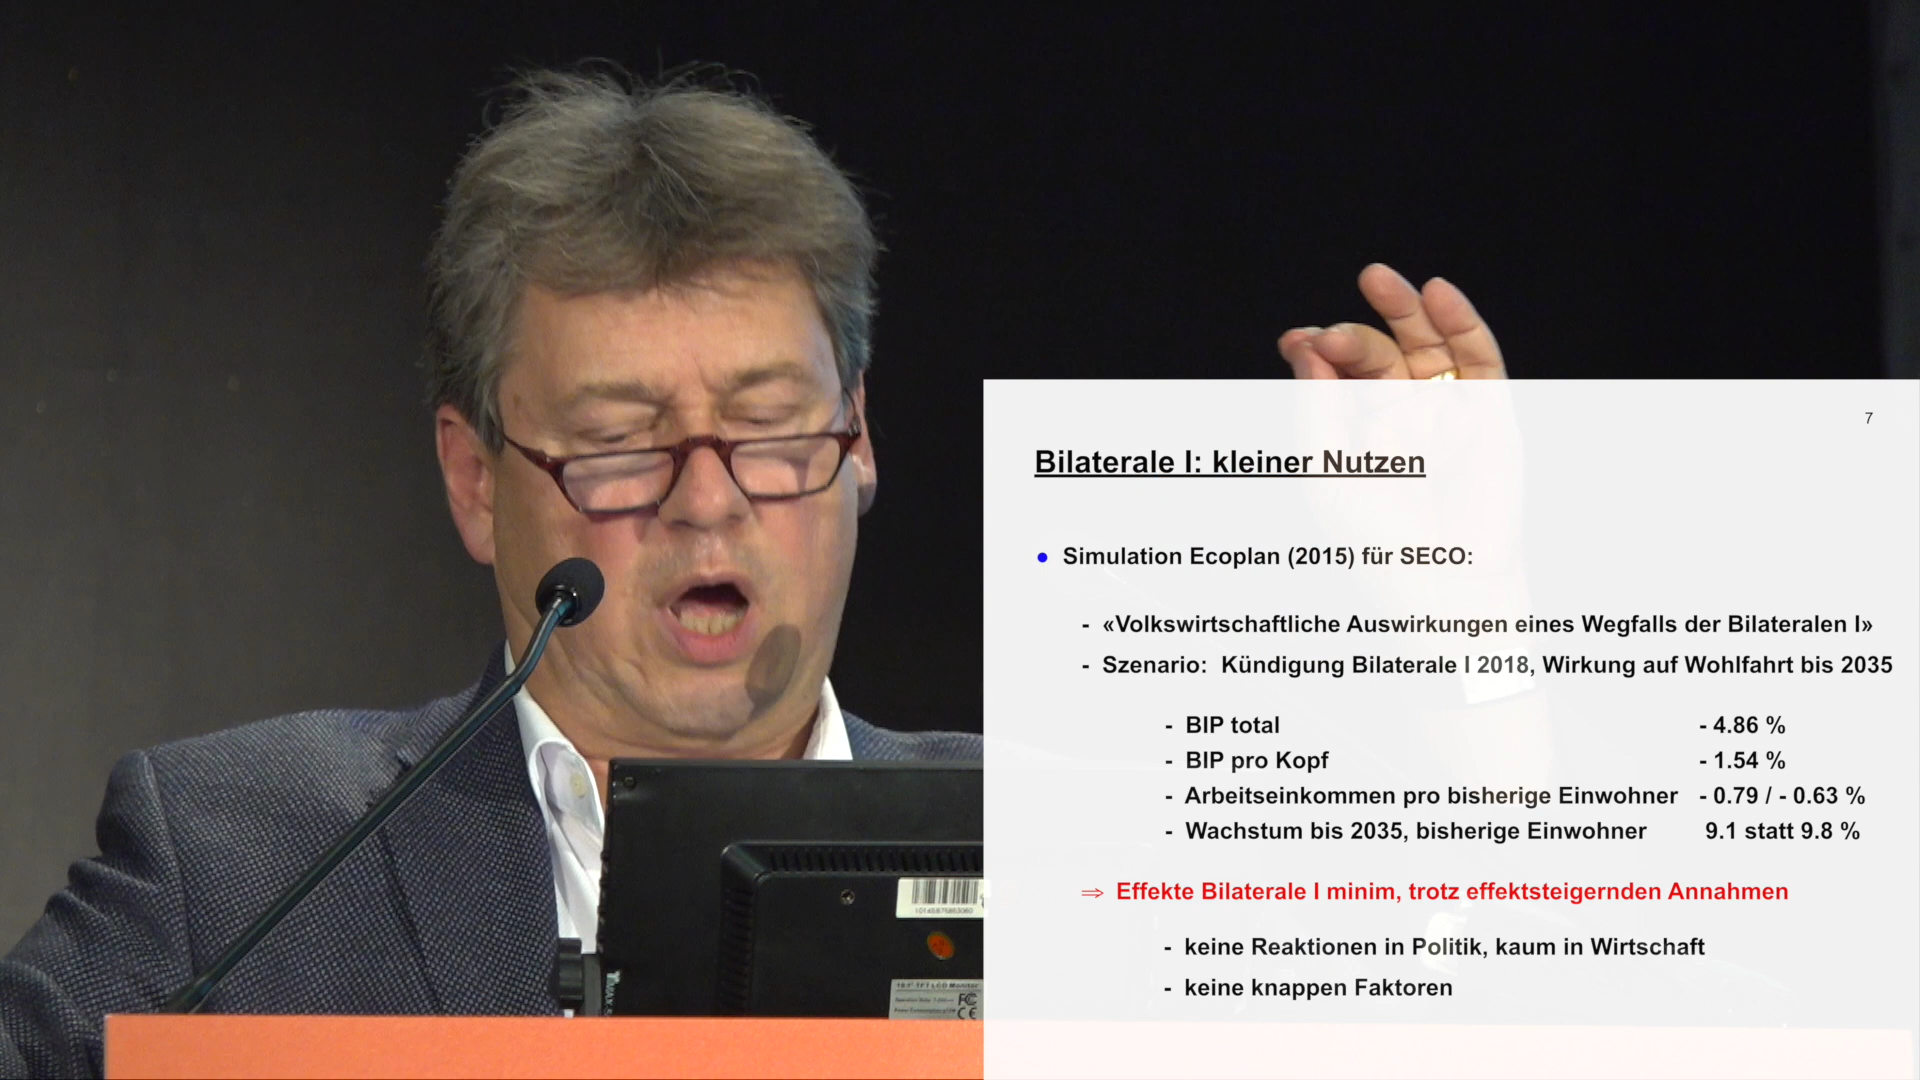 7
Bilaterale I: kleiner Nutzen
● Simulation Ecoplan (2015) für SECO:
- «Volkswirtschaftliche Auswirkungen eines Wegfalls der Bilateralen I»
- Szenario: Kündigung Bilaterale I 2018, Wirkung auf Wohlfahrt bis 2035
- BIP total - 4.86 %
- BIP pro Kopf - 1.54 %
- Arbeitseinkommen pro bisherige Einwohner - 0.79 / - 0.63 %
- Wachstum bis 2035, bisherige Einwohner 9.1 statt 9.8 %
⇒ Effekte Bilaterale I minim, trotz effektsteigernden Annahmen
- keine Reaktionen in Politik, kaum in Wirtschaft
- keine knappen Faktoren
FC
CE